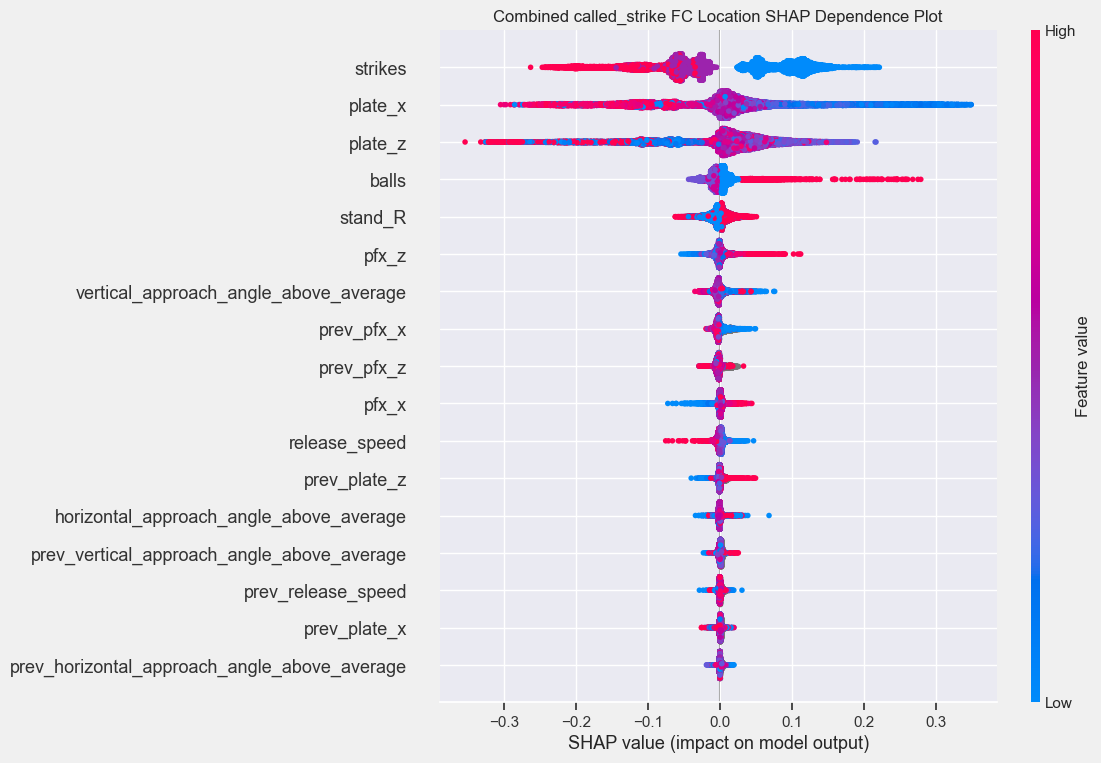 Combined called_strike FC Location SHAP Dependence Plot
High
strikes
plate_x
plate_z
balls
stand_R
pfx_z
vertical_approach_angle_above_average
prev_pfx_x
prev_pfx_z
pfx_x
release_speed
prev_plate_z
horizontal_approach_angle_above_average
prev_vertical_approach_angle_above_average
prev_release_speed
prev_plate_x
prev_horizontal_approach_angle_above_average
Feature value
Low
−0.3 −0.2 −0.1 0.0 0.1 0.2 0.3
SHAP value (impact on model output)